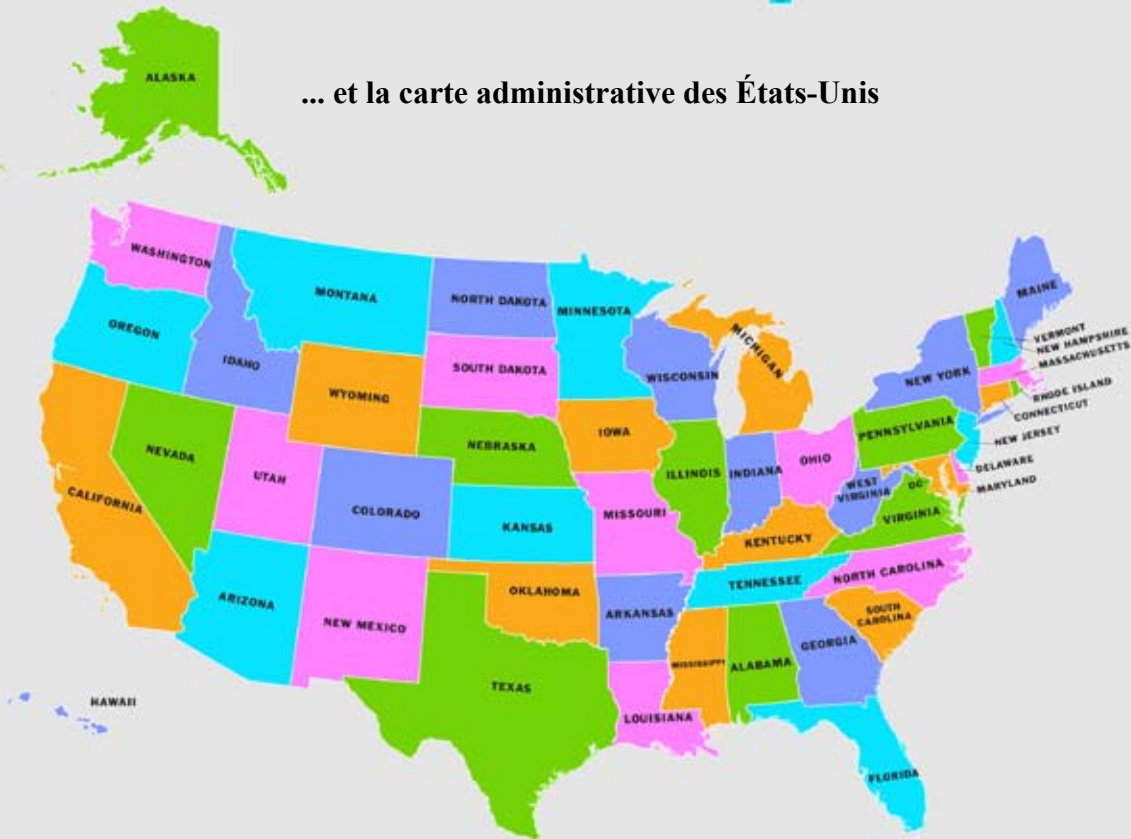 ALASKA
... et la carte administrative des États-Unis
WASHINGTON
MONTANA
NORTH DAKOTA
MINNESOTA
MAINE
OREGON
IDAHO
SOUTH DAKOTA
WISCONSIN
MICHIGAN
VERMONT
NEW HAMPSHIRE
MASSACHUSETTS
NEW YORK
RHODE ISLAND
CONNECTICUT
WYOMING
IOWA
NEBRASKA
PENNSYLVANIA
NEW JERSEY
NEVADA
UTAH
ILLINOIS
INDIANA
OHIO
DELAWARE
MARYLAND
WEST
VIRGINIA
DC
CALIFORNIA
COLORADO
KANSAS
MISSOURI
VIRGINIA
KENTUCKY
ARIZONA
NEW MEXICO
OKLAHOMA
ARKANSAS
TENNESSEE
NORTH CAROLINA
SOUTH
CAROLINA
GEORGIA
MISSISSIPPI
ALABAMA
TEXAS
LOUISIANA
HAWAII
FLORIDA